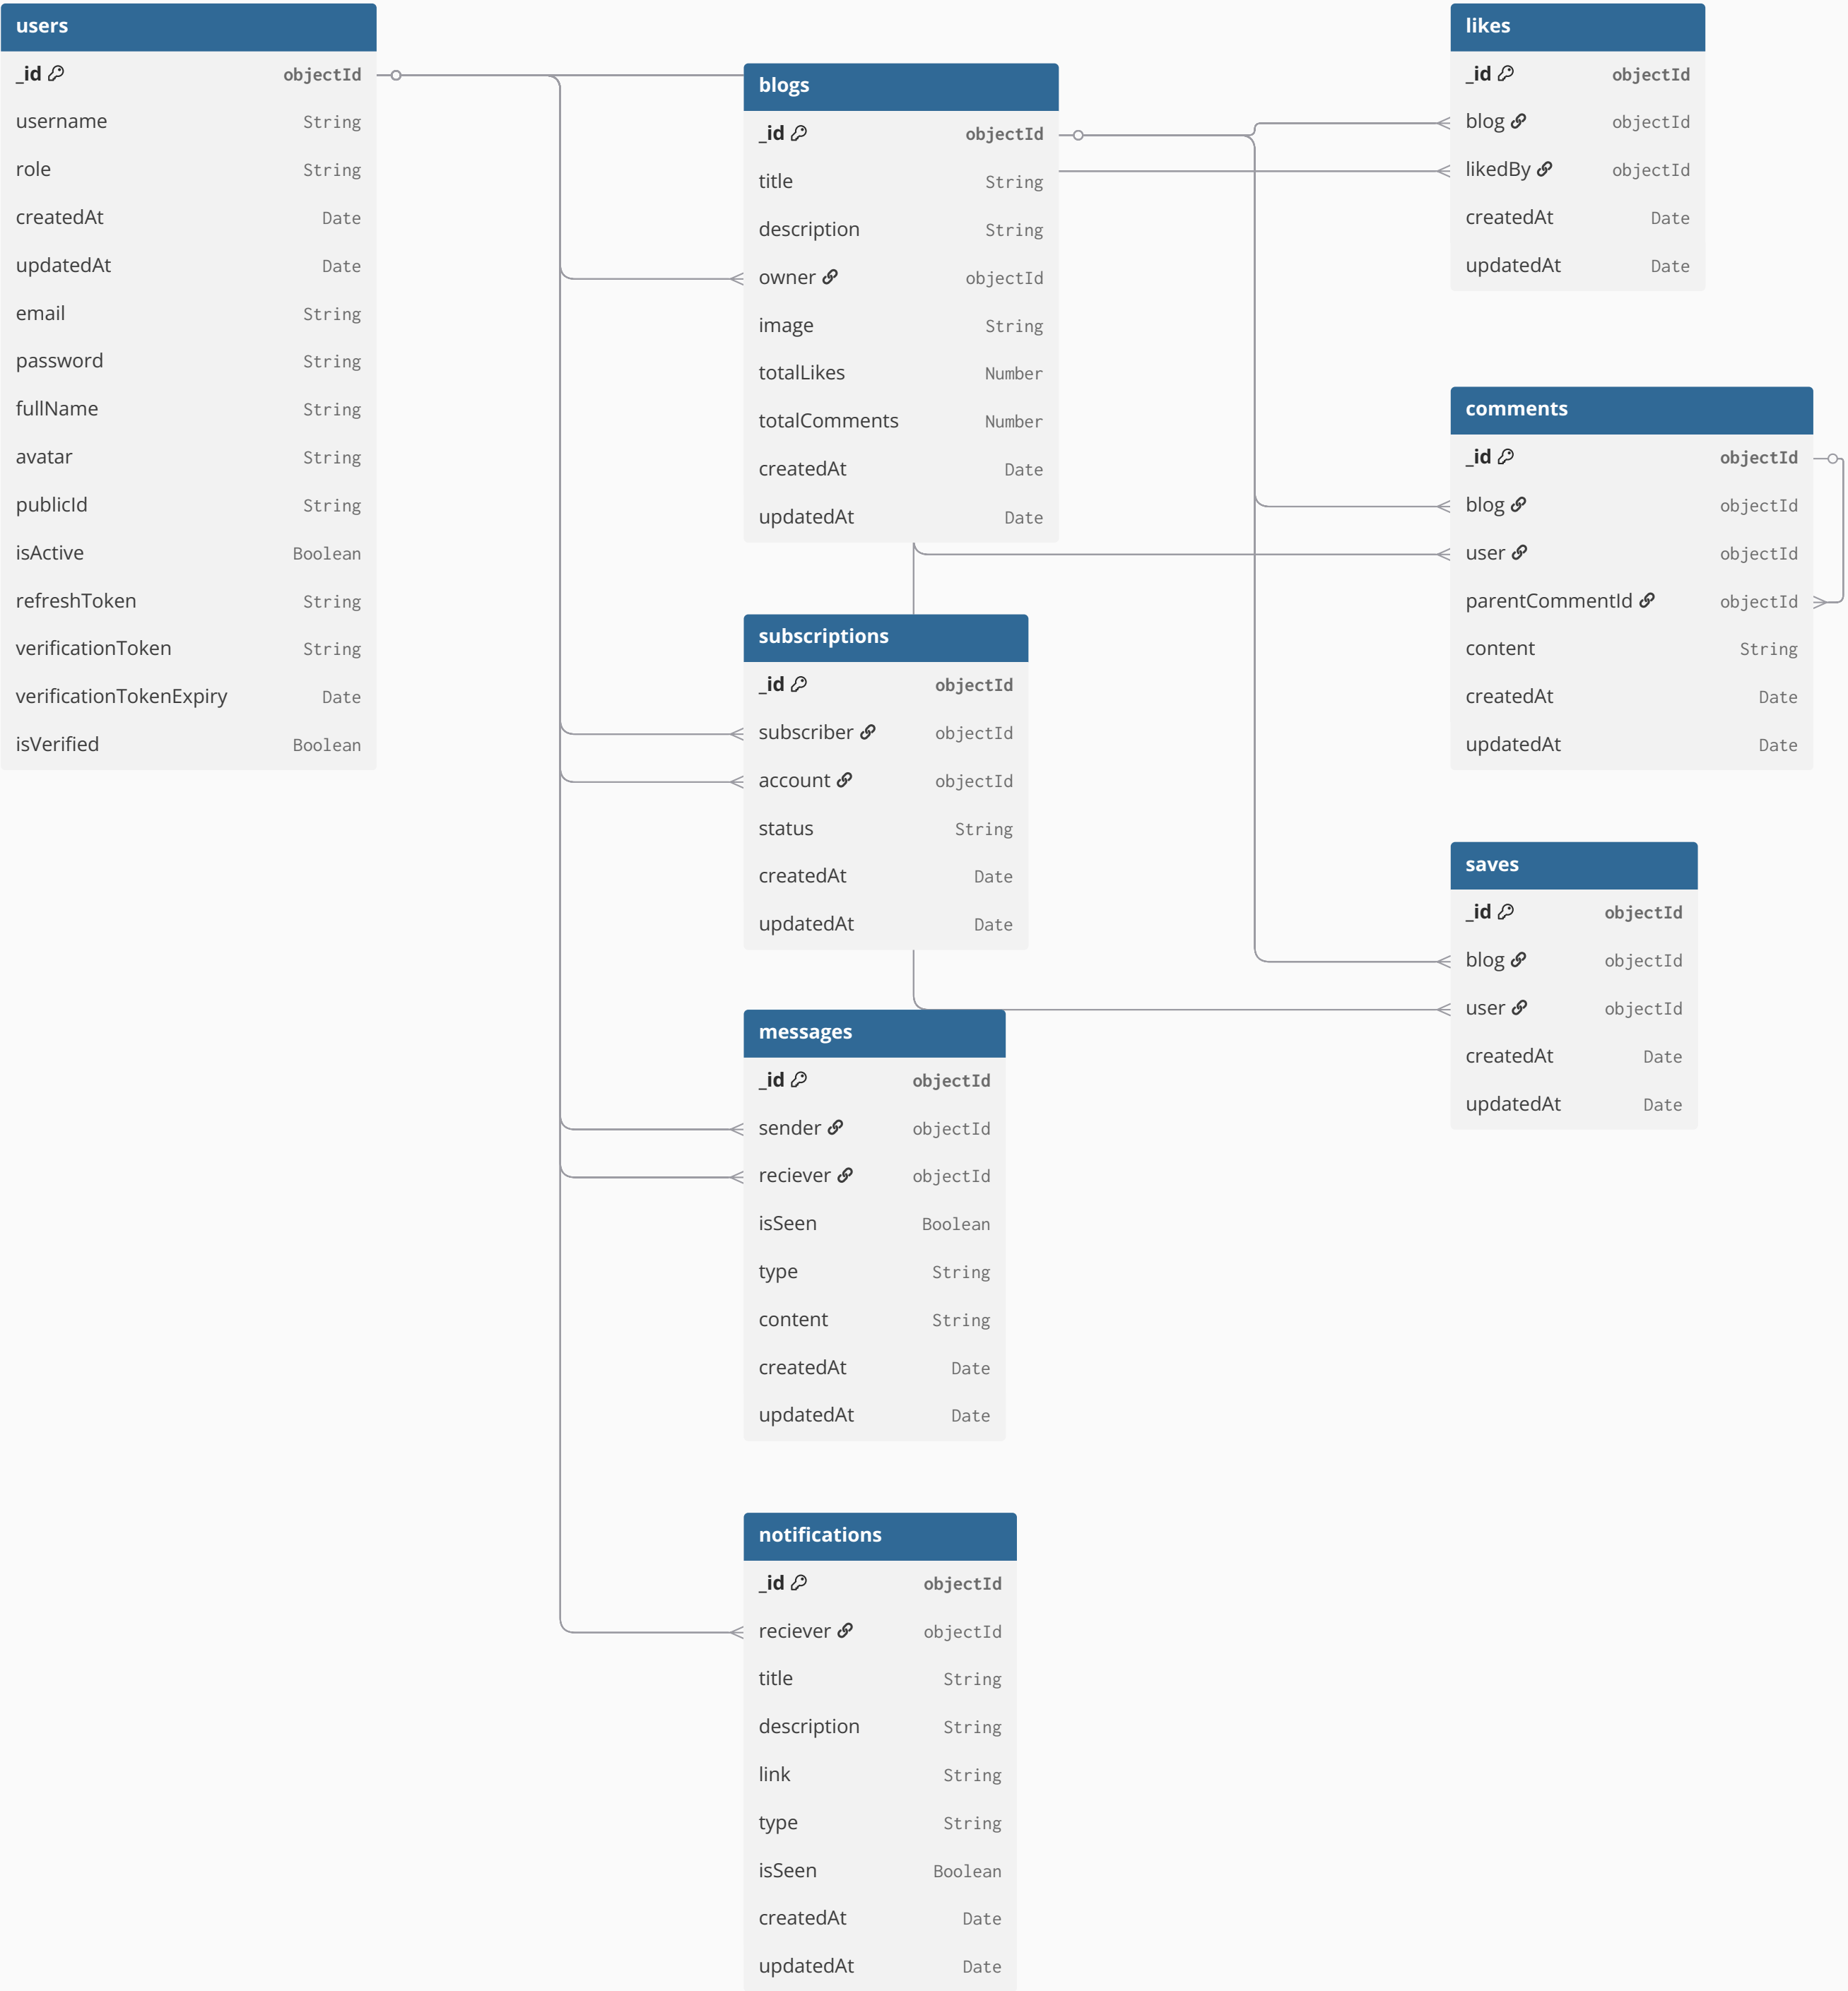 users
_id objectId
username String
role String
createdAt Date
updatedAt Date
email String
password String
fullName String
avatar String
publicId String
isActive Boolean
refreshToken String
verificationToken String
verificationTokenExpiry Date
isVerified Boolean
blogs
_id objectId
title String
description String
owner objectId
image String
totalLikes Number
totalComments Number
createdAt Date
updatedAt Date
subscriptions
_id objectId
subscriber objectId
account objectId
status String
createdAt Date
updatedAt Date
messages
_id objectId
sender objectId
reciever objectId
isSeen Boolean
type String
content String
createdAt Date
updatedAt Date
notifications
_id objectId
reciever objectId
title String
description String
link String
type String
isSeen Boolean
createdAt Date
updatedAt Date
likes
_id objectId
blog objectId
likedBy objectId
createdAt Date
updatedAt Date
comments
_id objectId
blog objectId
user objectId
parentCommentId objectId
content String
createdAt Date
updatedAt Date
saves
_id objectId
blog objectId
user objectId
createdAt Date
updatedAt Date